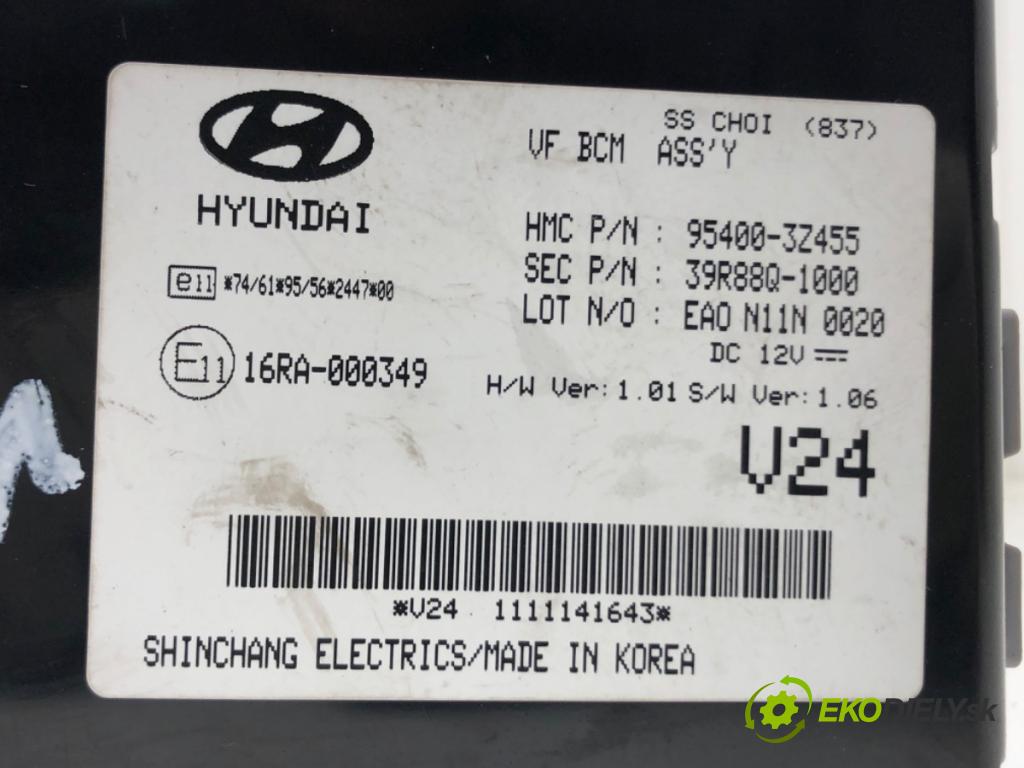 SS CHOI (837)
VF BCM ASS'Y
HYUNDAI
HMC P/N : 95400-3Z455
SEC P/N : 39R88Q-1000
LOT N/O : EAO N11N 0020
DC 12V
e11 *74/61*95/56*2447*00
E11 16RA-000349
H/W Ver: 1.01 S/W Ver: 1.06
V24
*V24 1111141643*
SHINCHANG ELECTRICS/MADE IN KOREA
EKODIELY.sk